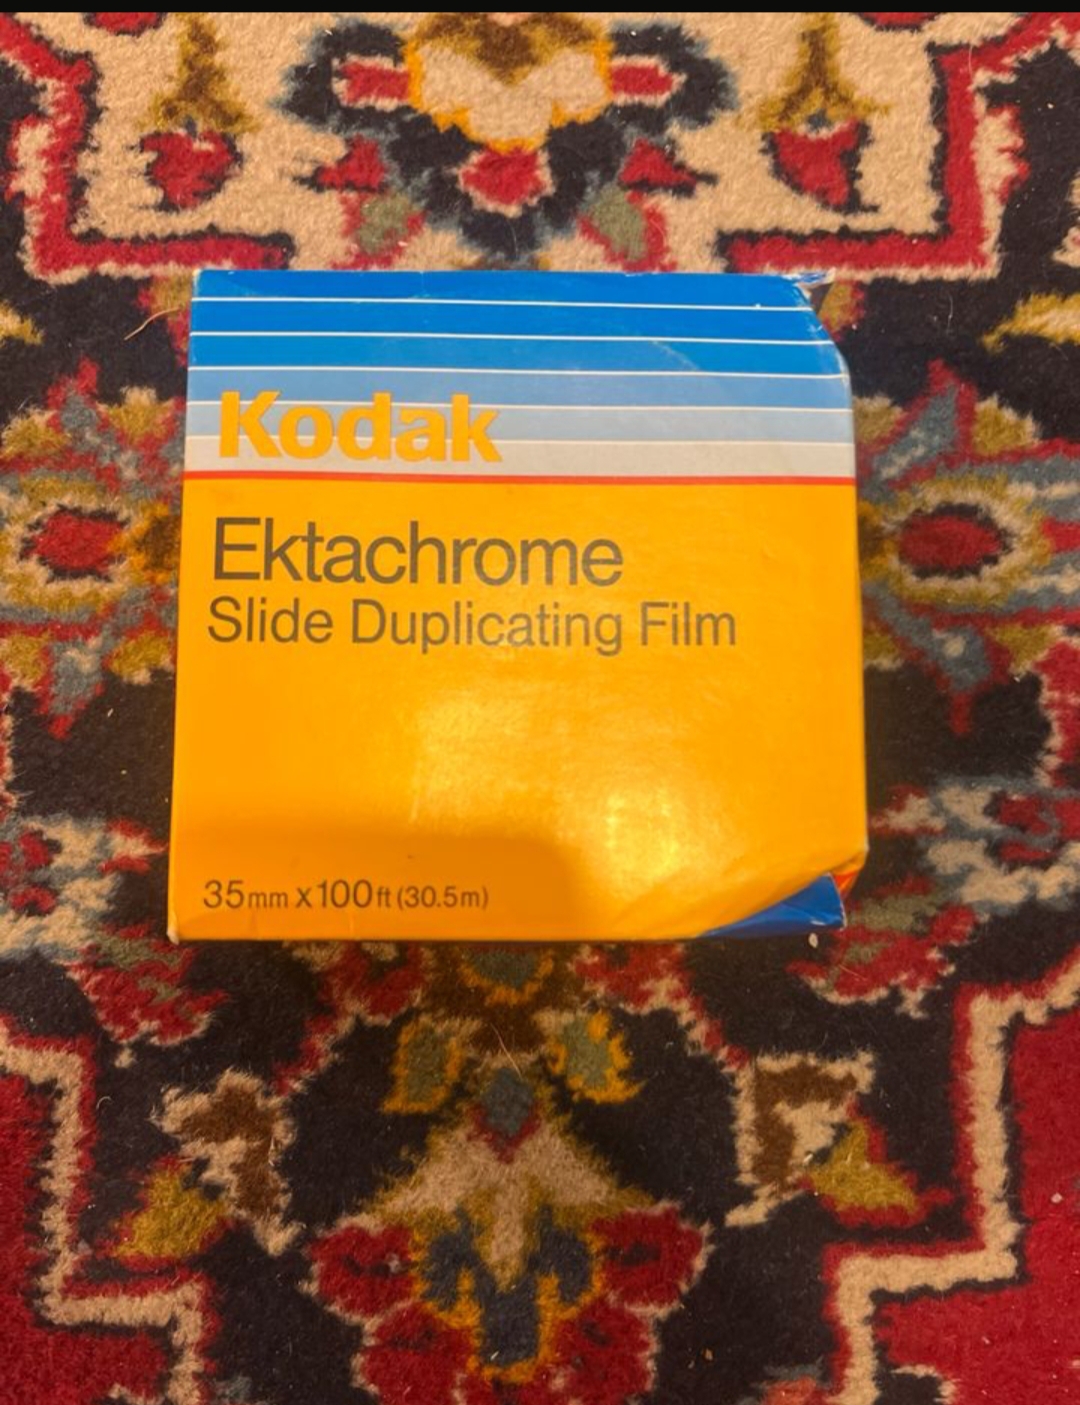 Kodak
Ektachrome
Slide Duplicating Film
35mm x 100ft (30.5m)